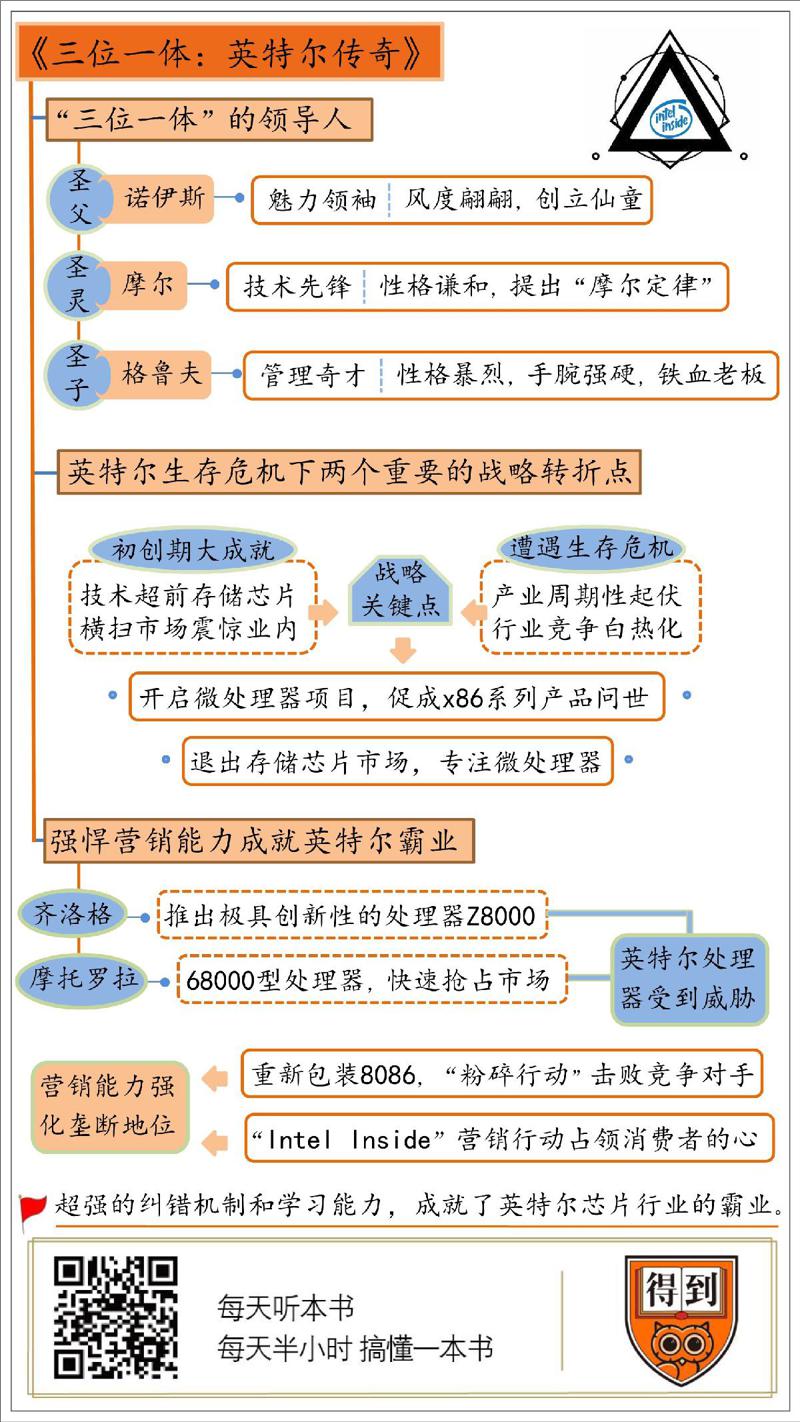 《三位一体：英特尔传奇》
intel
inside
“三位一体”的领导人
圣父
诺伊斯
魅力领袖
风度翩翩, 创立仙童
圣灵
摩尔
技术先锋
性格谦和, 提出“摩尔定律”
圣子
格鲁夫
管理奇才
性格暴烈, 手腕强硬, 铁血老板
英特尔生存危机下两个重要的战略转折点
初创期大成就
技术超前存储芯片
横扫市场震惊业内
战略
关键点
遭遇生存危机
产业周期性起伏
行业竞争白热化
开启微处理器项目，促成x86系列产品问世
退出存储芯片市场，专注微处理器
强悍营销能力成就英特尔霸业
齐洛格
推出极具创新性的处理器Z8000
摩托罗拉
68000型处理器, 快速抢占市场
英特尔处理
器受到威胁
营销能力强
化垄断地位
重新包装8086, “粉碎行动”击败竞争对手
“Intel Inside”营销行动占领消费者的心
超强的纠错机制和学习能力，成就了英特尔芯片行业的霸业。
每天听本书
每天半小时 搞懂一本书
得到